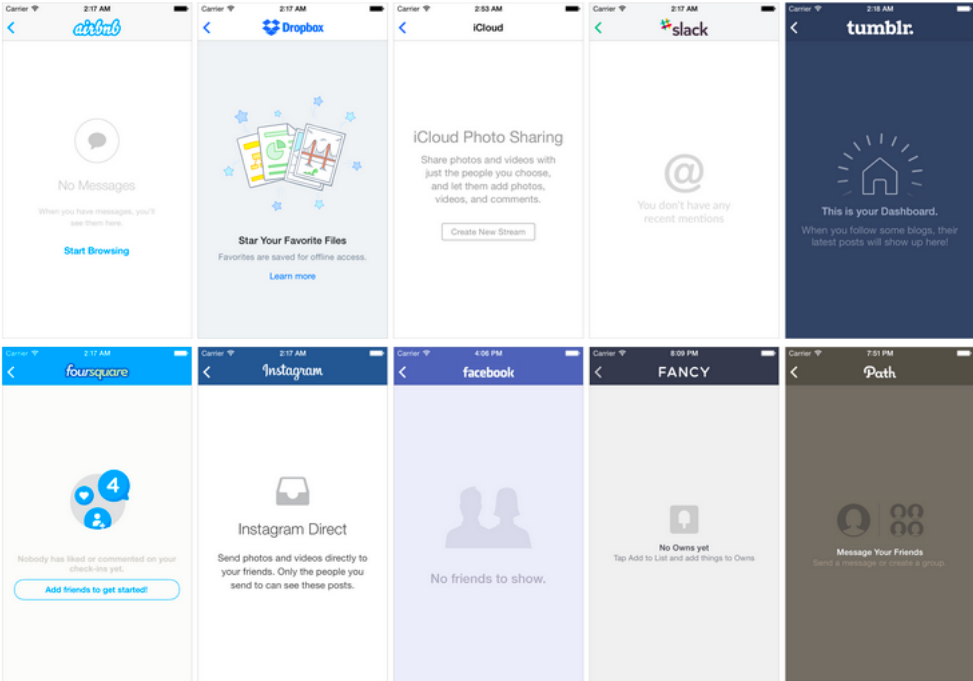 Carrier 2:17 AM
airbnb
No Messages
When you have messages, you'll
see them here.
Start Browsing
Carrier 2:17 AM
Dropbox
Star Your Favorite Files
Favorites are saved for offline access.
Learn more
Carrier 2:53 AM
iCloud
iCloud Photo Sharing
Share photos and videos with
just the people you choose,
and let them add photos,
videos, and comments.
Create New Stream
Carrier 2:17 AM
slack
@
You don't have any
recent mentions
Carrier 2:18 AM
tumblr.
This is your Dashboard.
When you follow some blogs, their
latest posts will show up here!
Carrier 2:17 AM
foursquare
4
Nobody has liked or commented on your
check-ins yet.
Add friends to get started!
Carrier 2:17 AM
Instagram
Instagram Direct
Send photos and videos directly to
your friends. Only the people you
send to can see these posts.
Carrier 4:06 PM
facebook
No friends to show.
Carrier 8:09 PM
FANCY
No Owns yet
Tap Add to List and add things to Owns
Carrier 7:51 PM
Path
Message Your Friends
Send a message or create a group